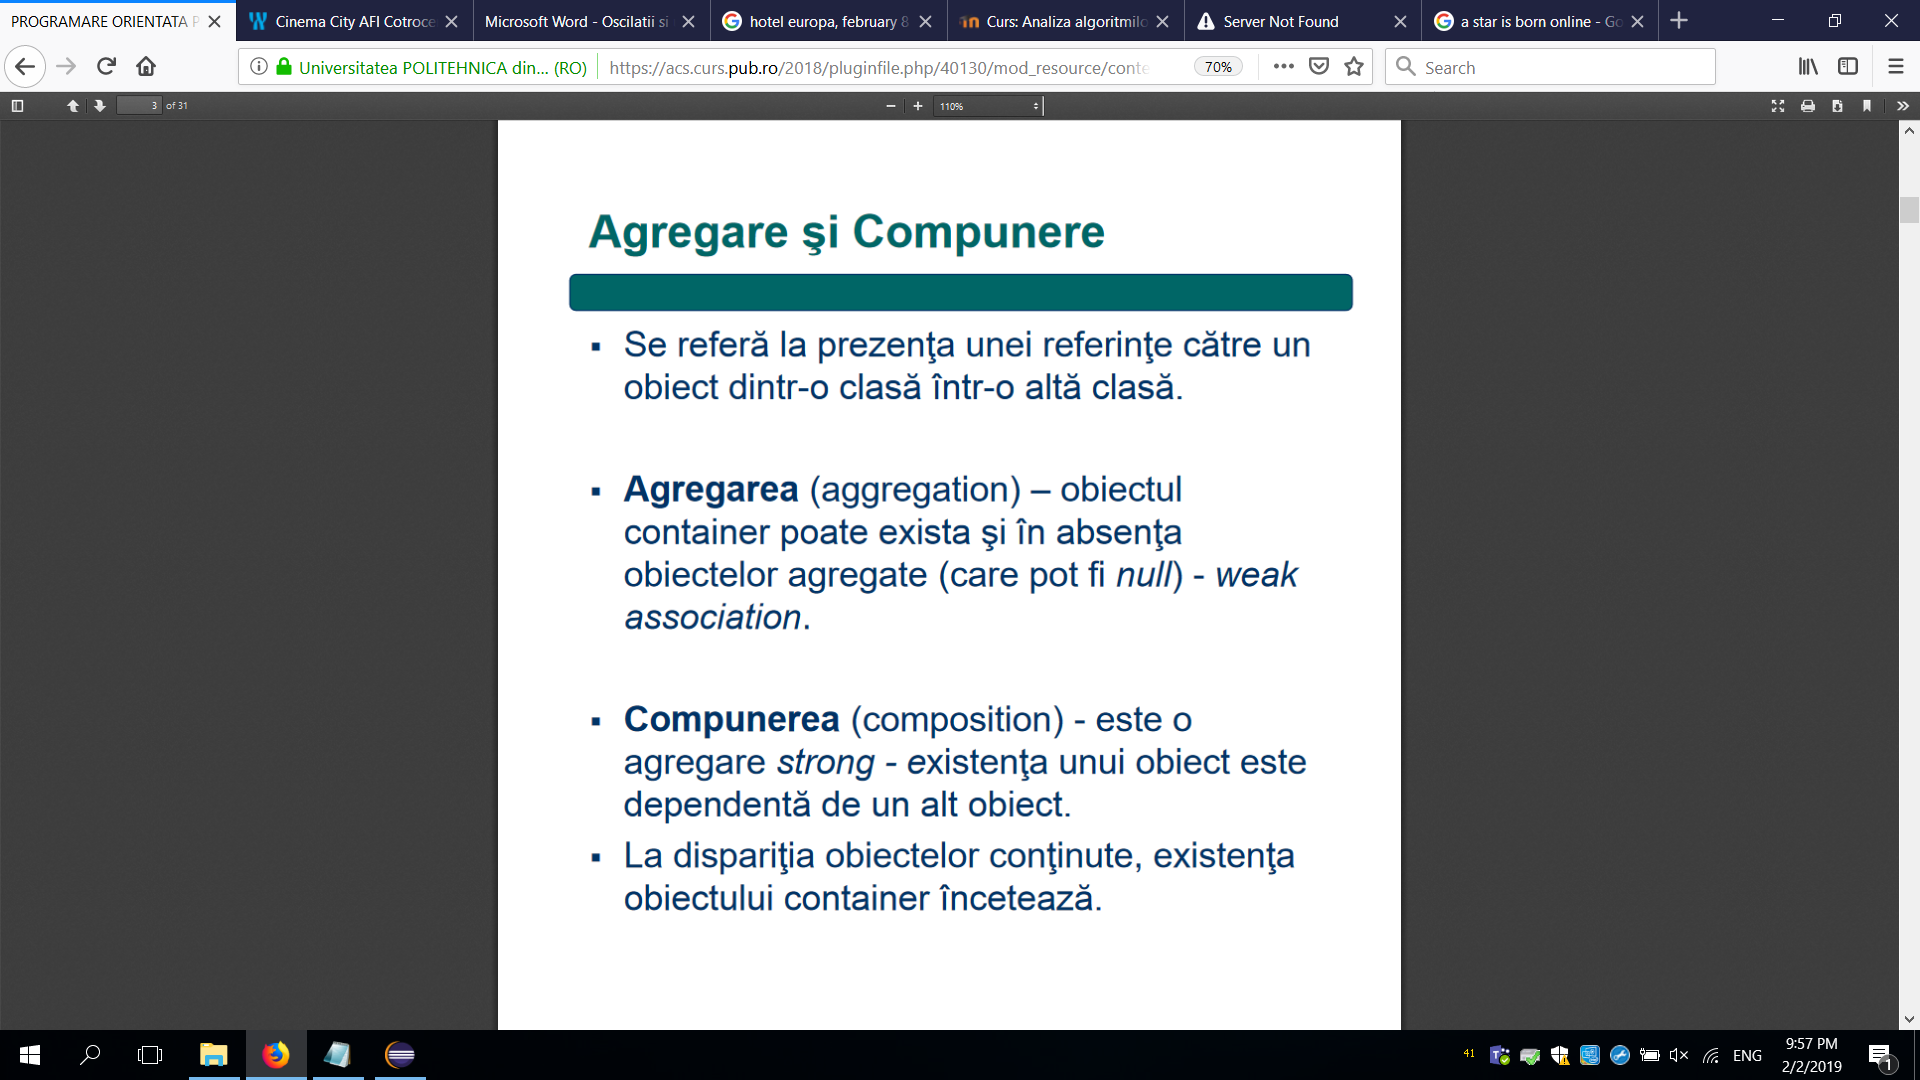 PROGRAMARE ORIENTATA P
Cinema City AFI Cotroce
Microsoft Word - Oscilatii si
hotel europa, february 8
Curs: Analiza algoritmilo
Server Not Found
a star is born online - Go
Universitatea POLITEHNICA din... (RO)
https://acs.curs.pub.ro/2018/pluginfile.php/40130/mod_resource/conte
70%
Search
3 of 31
110%
Agregare şi Compunere
▪ Se referă la prezenţa unei referinţe către un
obiect dintr-o clasă într-o altă clasă.
▪ Agregarea (aggregation) – obiectul
container poate exista şi în absenţa
obiectelor agregate (care pot fi null) - weak
association.
▪ Compunerea (composition) - este o
agregare strong - existenţa unui obiect este
dependentă de un alt obiect.
▪ La dispariţia obiectelor conţinute, existenţa
obiectului container încetează.
41
ENG
9:57 PM
2/2/2019
1